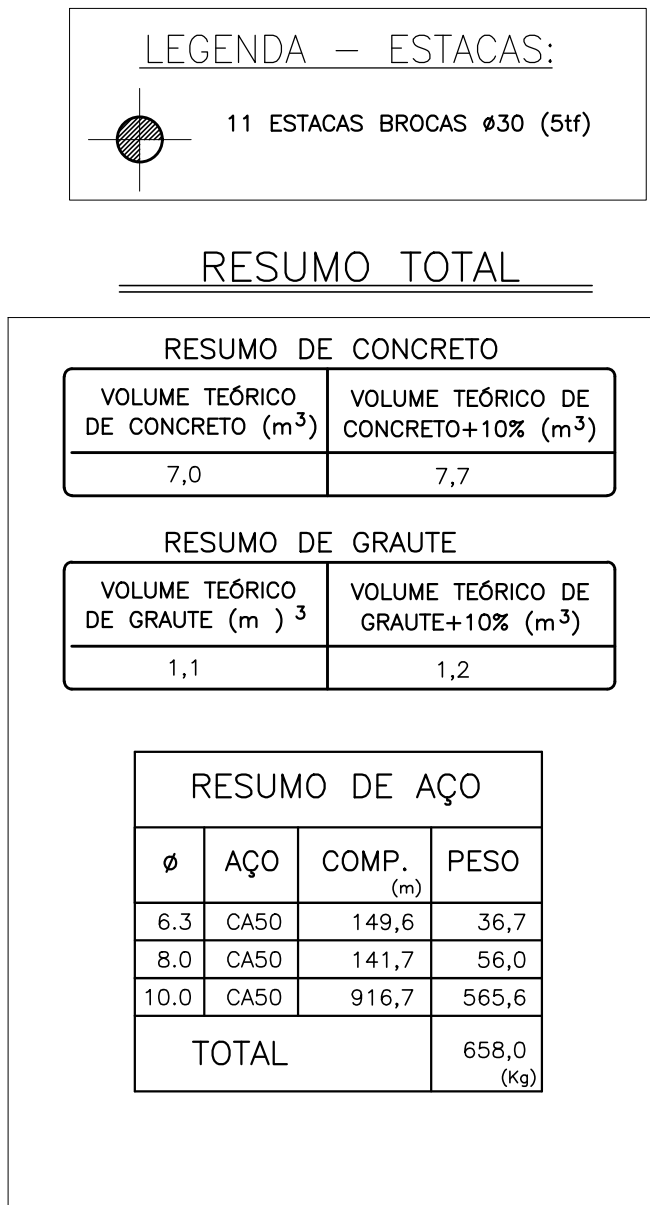 LEGENDA – ESTACAS:
11 ESTACAS BROCAS ø30 (5tf)
RESUMO TOTAL
RESUMO DE CONCRETO
VOLUME TEÓRICO DE CONCRETO (m³)
VOLUME TEÓRICO DE CONCRETO+10% (m³)
7,0 7,7
RESUMO DE GRAUTE
VOLUME TEÓRICO DE GRAUTE (m ) ³
VOLUME TEÓRICO DE GRAUTE+10% (m³)
1,1 1,2
RESUMO DE AÇO
ø AÇO COMP. (m) PESO
6.3 CA50 149,6 36,7
8.0 CA50 141,7 56,0
10.0 CA50 916,7 565,6
TOTAL 658,0 (Kg)